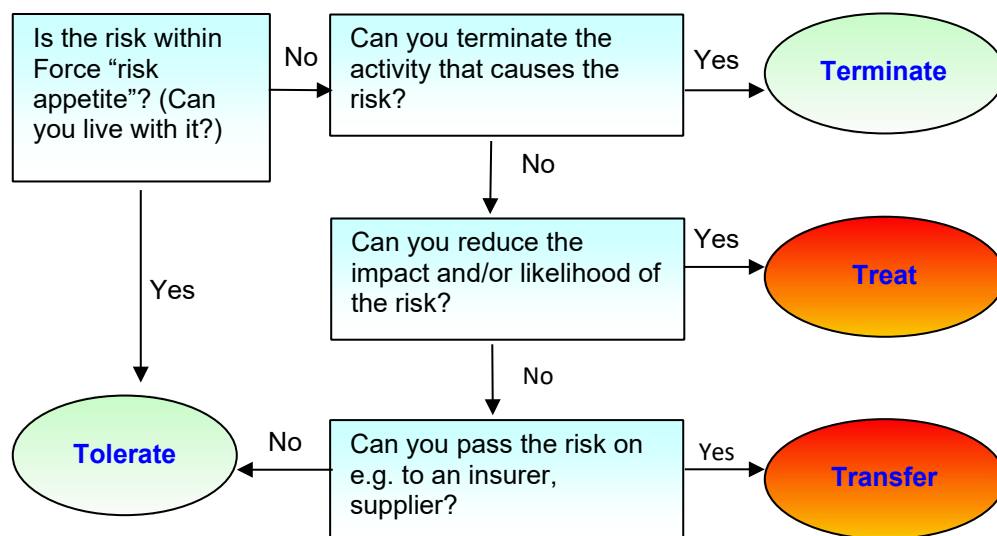 Is the risk within
Force “risk
appetite”? (Can
you live with it?)
No
Can you terminate the
activity that causes the
risk?
Yes
Terminate
No
Yes
Can you reduce the
impact and/or likelihood of
the risk?
Yes
Treat
No
Tolerate
No
Can you pass the risk on
e.g. to an insurer,
supplier?
Yes
Transfer